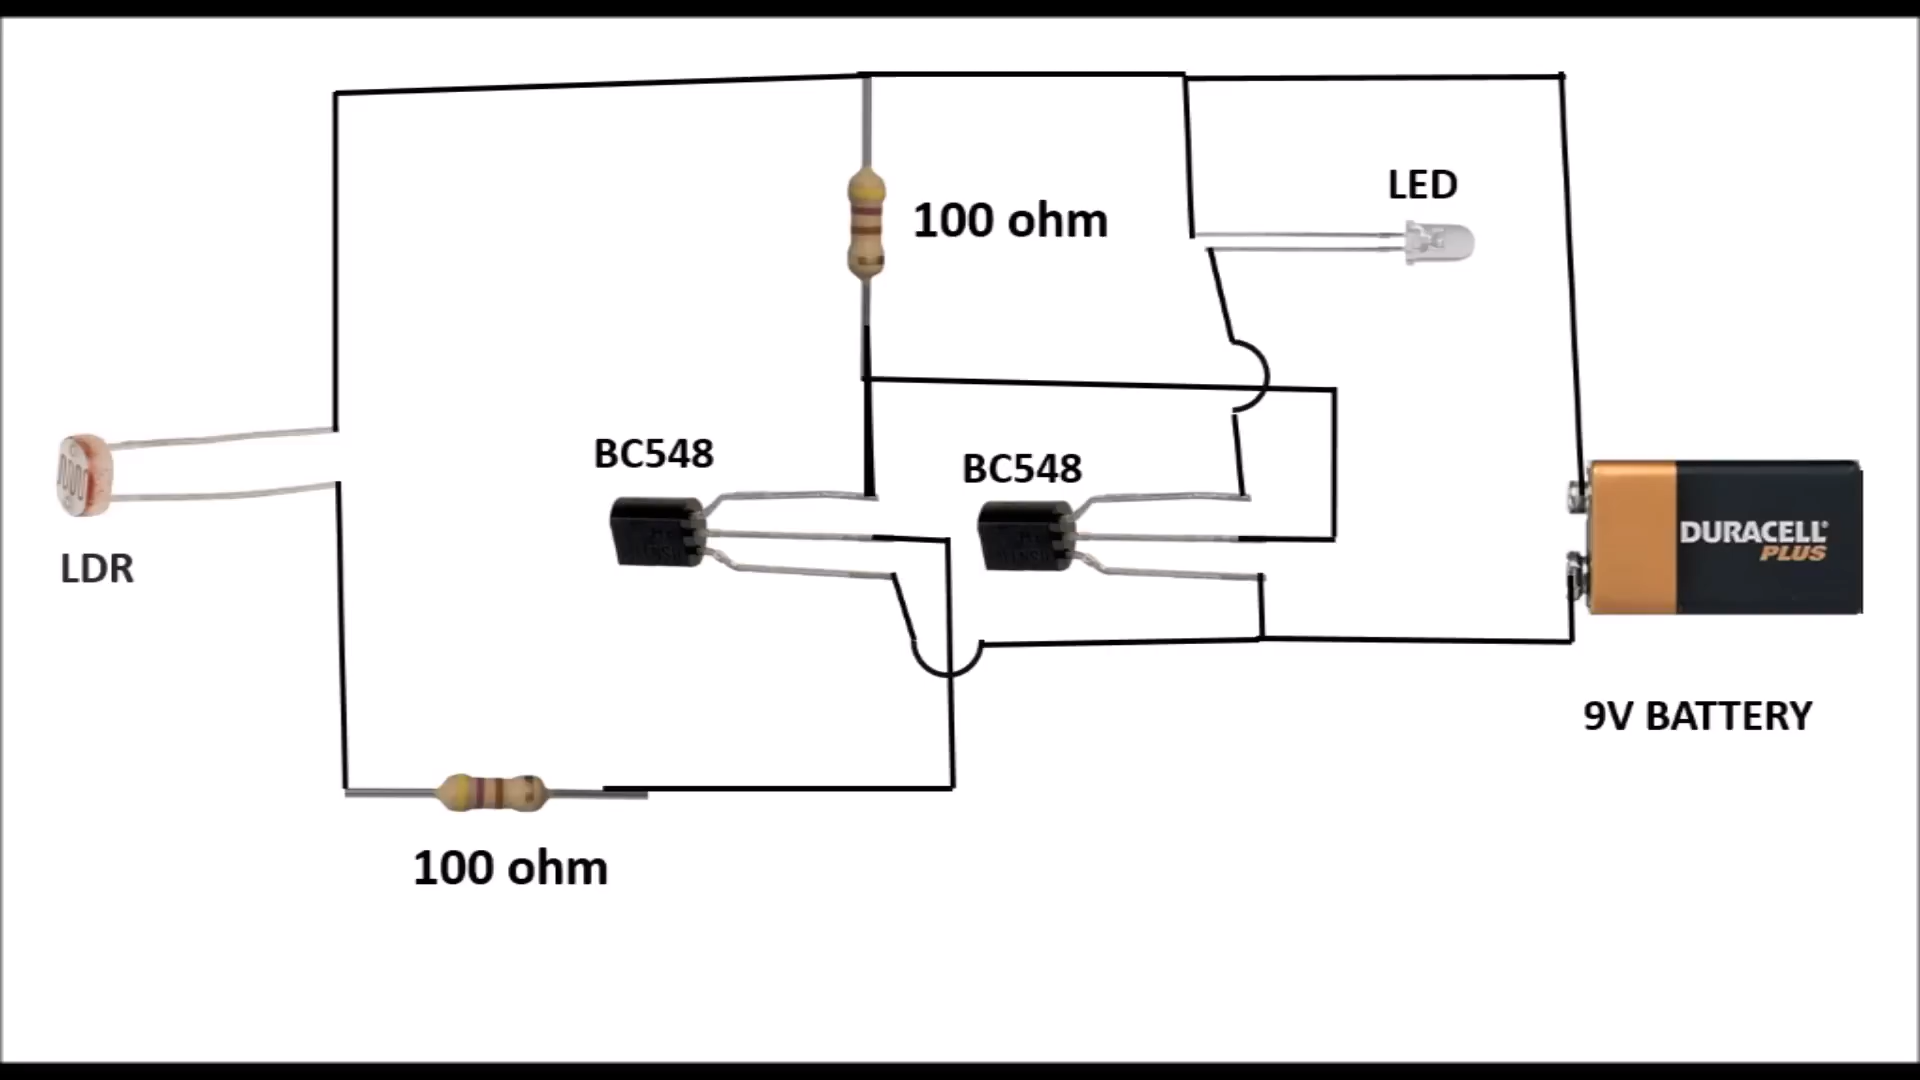 LED
100 ohm
BC548
BC548
LDR
DURACELL®
PLUS
9V BATTERY
100 ohm